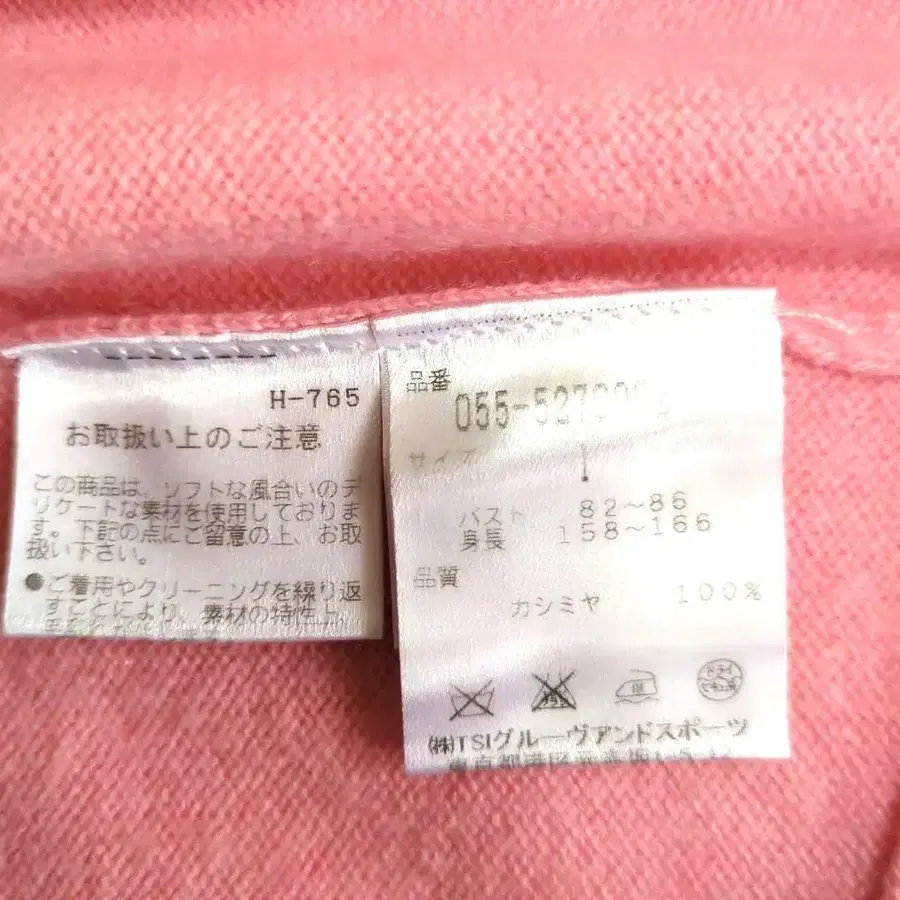 H-765
お取扱い上のご注意
この商品は、ソフトな風合いのデ
リケートな素材を使用しておりま
す。下記の点にご留意の上、お取
扱い下さい。
●ご着用やクリーニングを繰り返
すことにより、素材の特性上、
品番
サイズ
バスト 82~86
身長 158~166
品質
カシミヤ 100%
ドライ
(株)TSIグルーヴアンドスポーツ